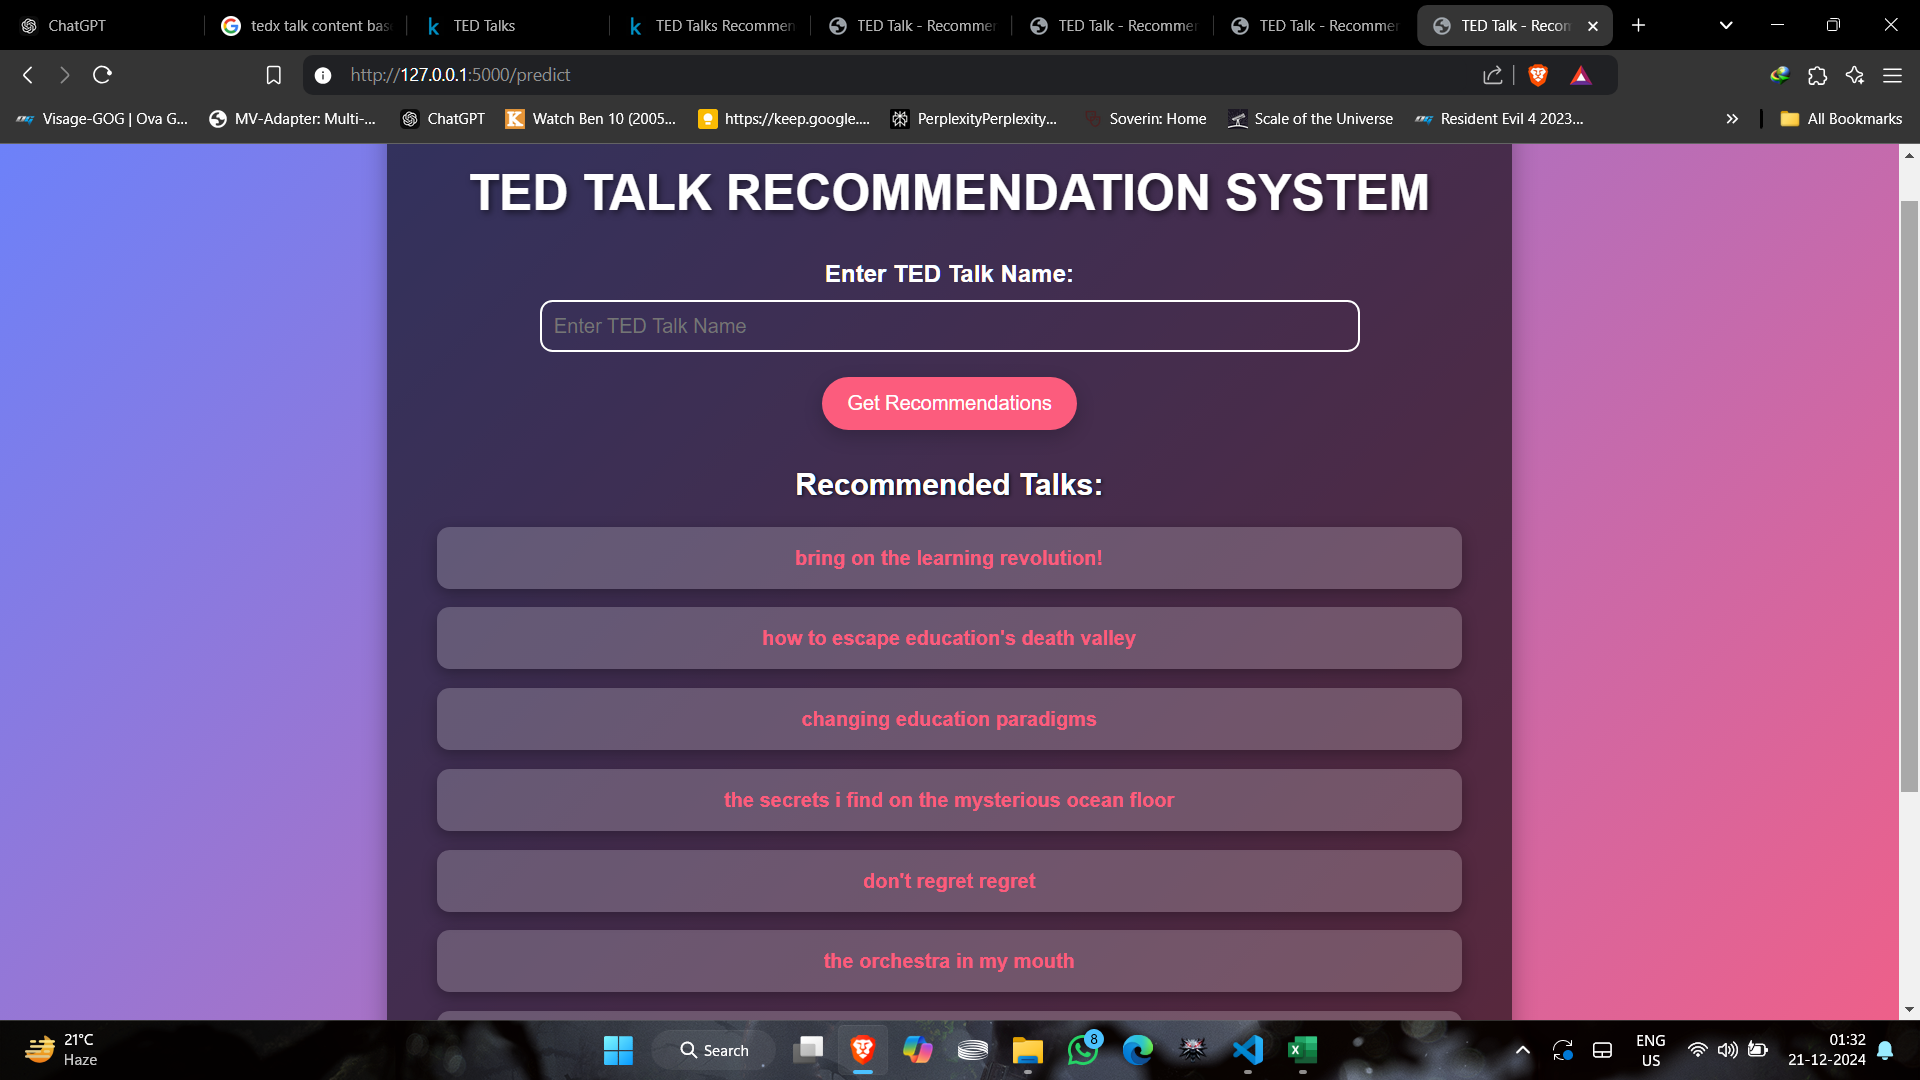 ChatGPT
tedx talk content bas
TED Talks
TED Talks Recommen
TED Talk - Recommer
TED Talk - Recommer
TED Talk - Recommer
TED Talk - Recom
http://127.0.0.1:5000/predict
Visage-GOG | Ova G...
MV-Adapter: Multi-...
ChatGPT
Watch Ben 10 (2005...
https://keep.google....
PerplexityPerplexity...
Soverin: Home
Scale of the Universe
Resident Evil 4 2023...
All Bookmarks
TED TALK RECOMMENDATION SYSTEM
Enter TED Talk Name:
Enter TED Talk Name
Get Recommendations
Recommended Talks:
bring on the learning revolution!
how to escape education's death valley
changing education paradigms
the secrets i find on the mysterious ocean floor
don't regret regret
the orchestra in my mouth
21°C
Haze
Search
8
ENG
US
01:32
21-12-2024